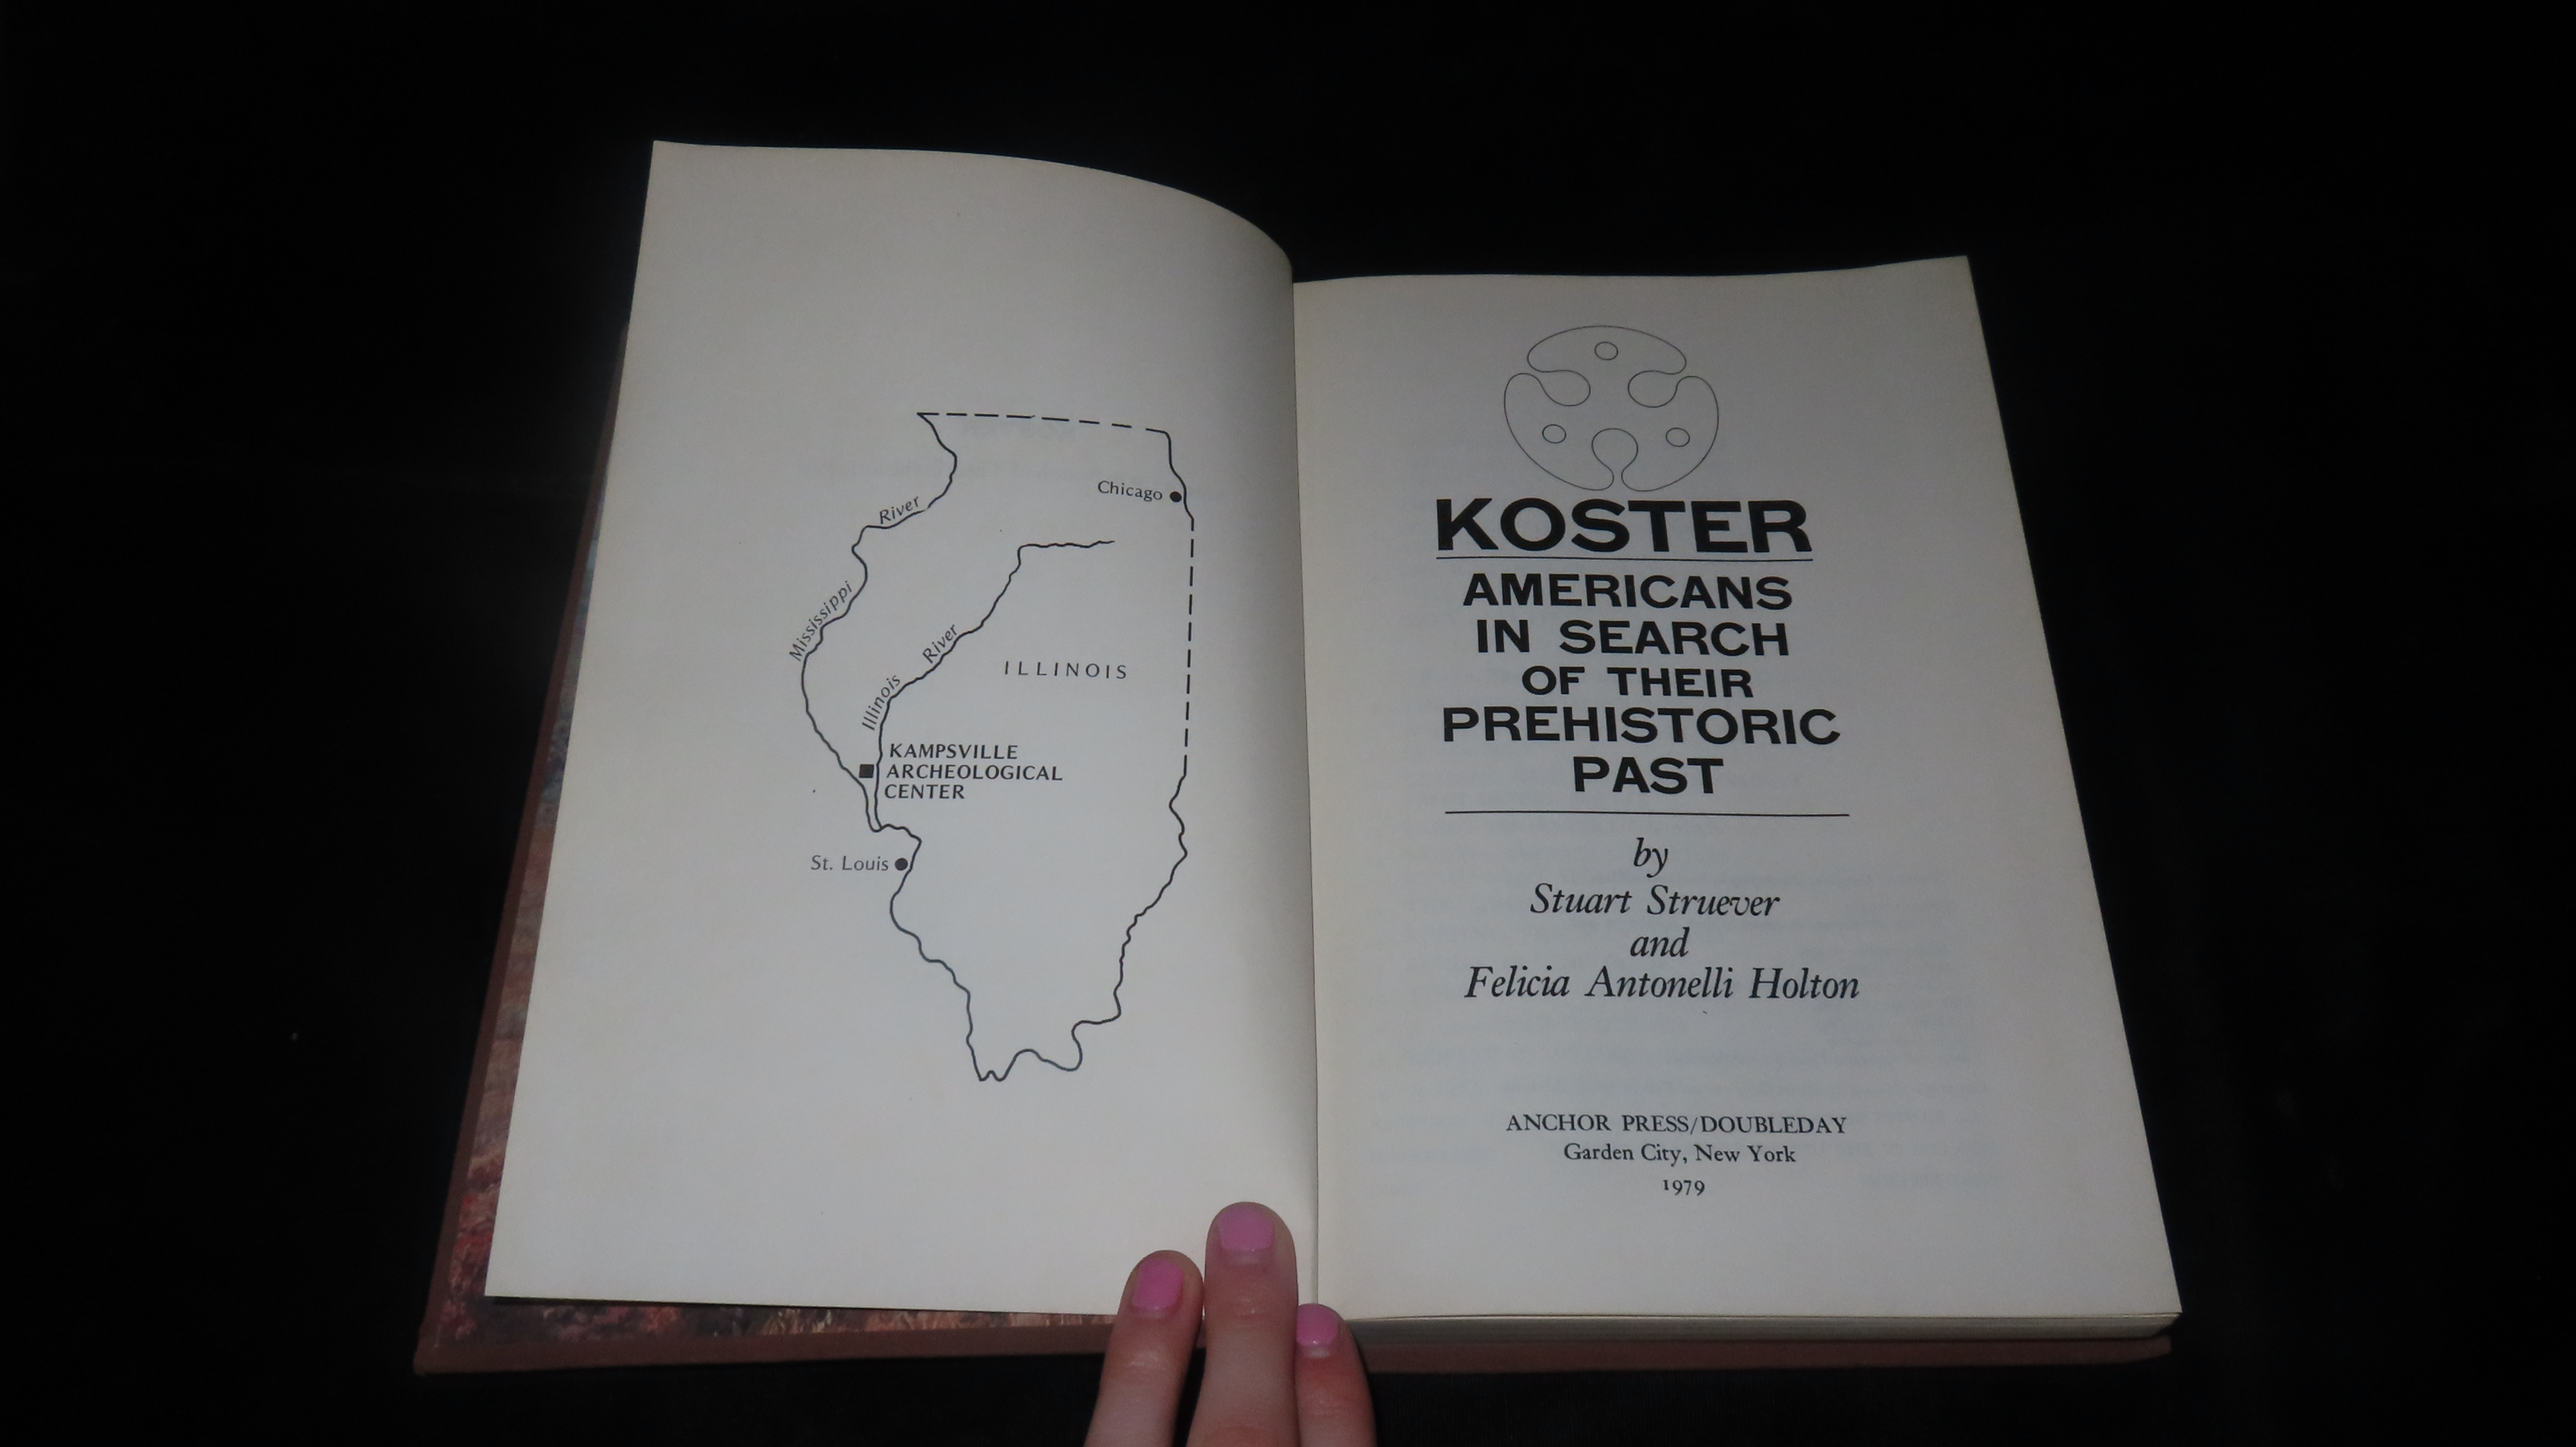 Chicago
River
Mississippi
River
Illinois
ILLINOIS
KAMPSVILLE
ARCHEOLOGICAL
CENTER
St. Louis
KOSTER
AMERICANS
IN SEARCH
OF THEIR
PREHISTORIC
PAST
by
Stuart Struever
and
Felicia Antonelli Holton
ANCHOR PRESS/DOUBLEDAY
Garden City, New York
1979